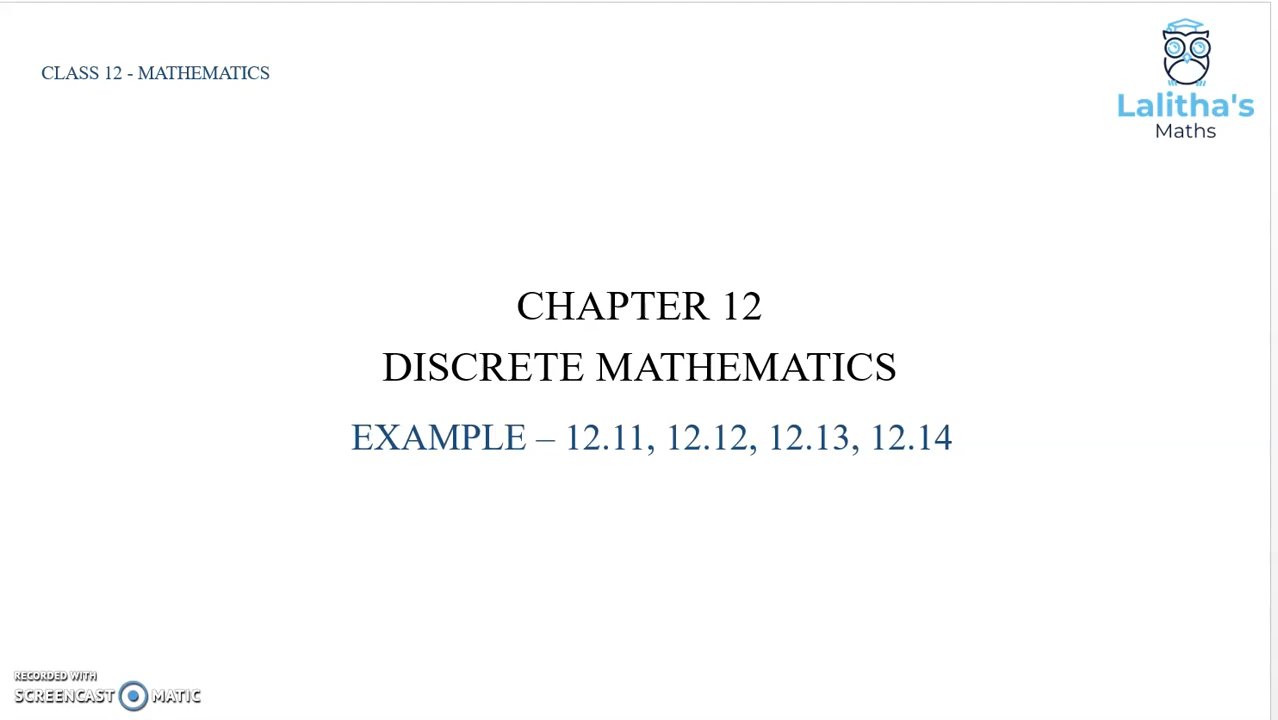 CLASS 12 - MATHEMATICS
Lalitha's
Maths
CHAPTER 12
DISCRETE MATHEMATICS
EXAMPLE – 12.11, 12.12, 12.13, 12.14
RECORDED WITH
SCREENCAST MATIC